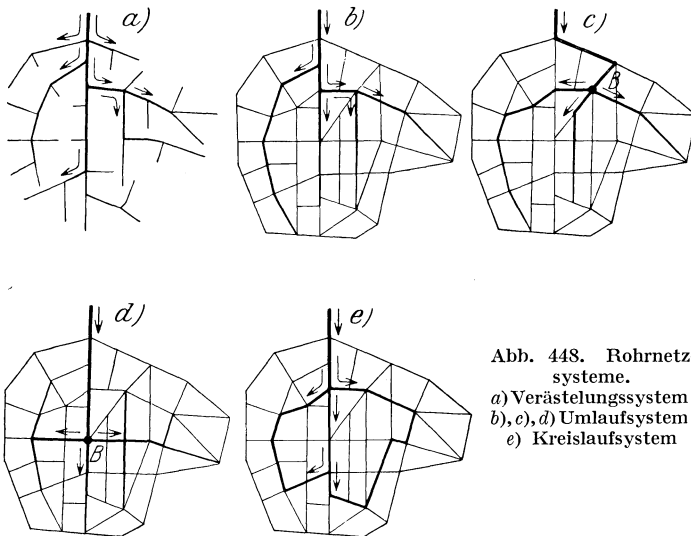 a)
b)
c)
B
d)
B
e)
Abb. 448. Rohrnetz
systeme.
a) Verästelungssystem
b), c), d) Umlaufsystem
e) Kreislaufsystem